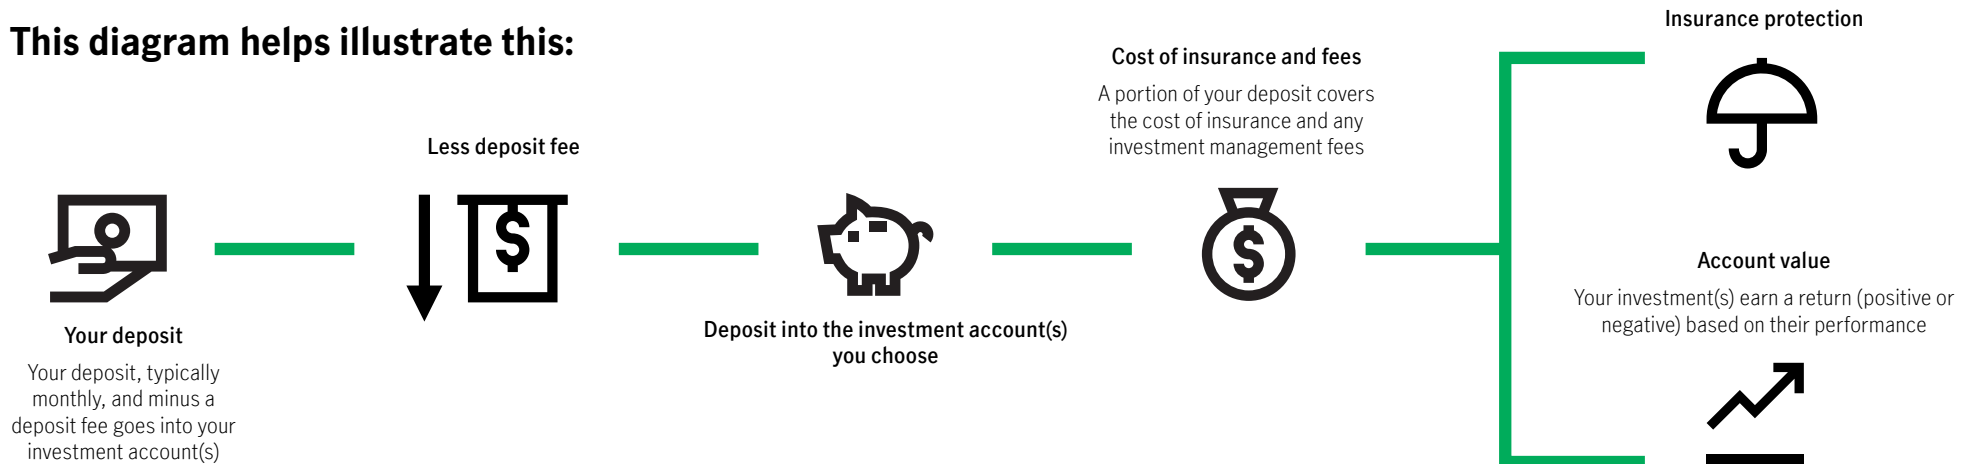 This diagram helps illustrate this:
Your deposit
Your deposit, typically
monthly, and minus a
deposit fee goes into your
investment account(s)
Less deposit fee
$
Deposit into the investment account(s)
you choose
Cost of insurance and fees
A portion of your deposit covers
the cost of insurance and any
investment management fees
$
Insurance protection
Account value
Your investment(s) earn a return (positive or
negative) based on their performance